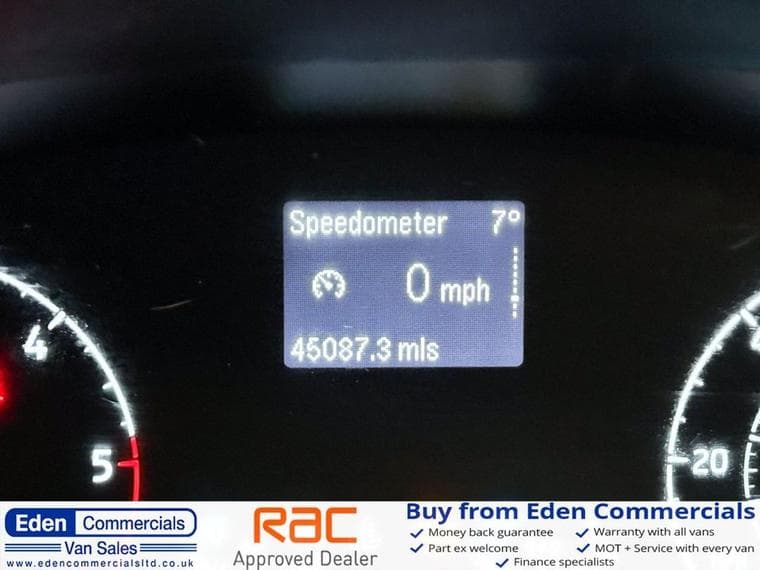 Speedometer 7°
0 mph
45087.3 mls
4
5
20
Eden Commercials
Van Sales
www.edencommercialsltd.co.uk
RAC
Approved Dealer
Buy from Eden Commercials
Money back guarantee
Warranty with all vans
Part ex welcome
MOT + Service with every van
Finance specialists